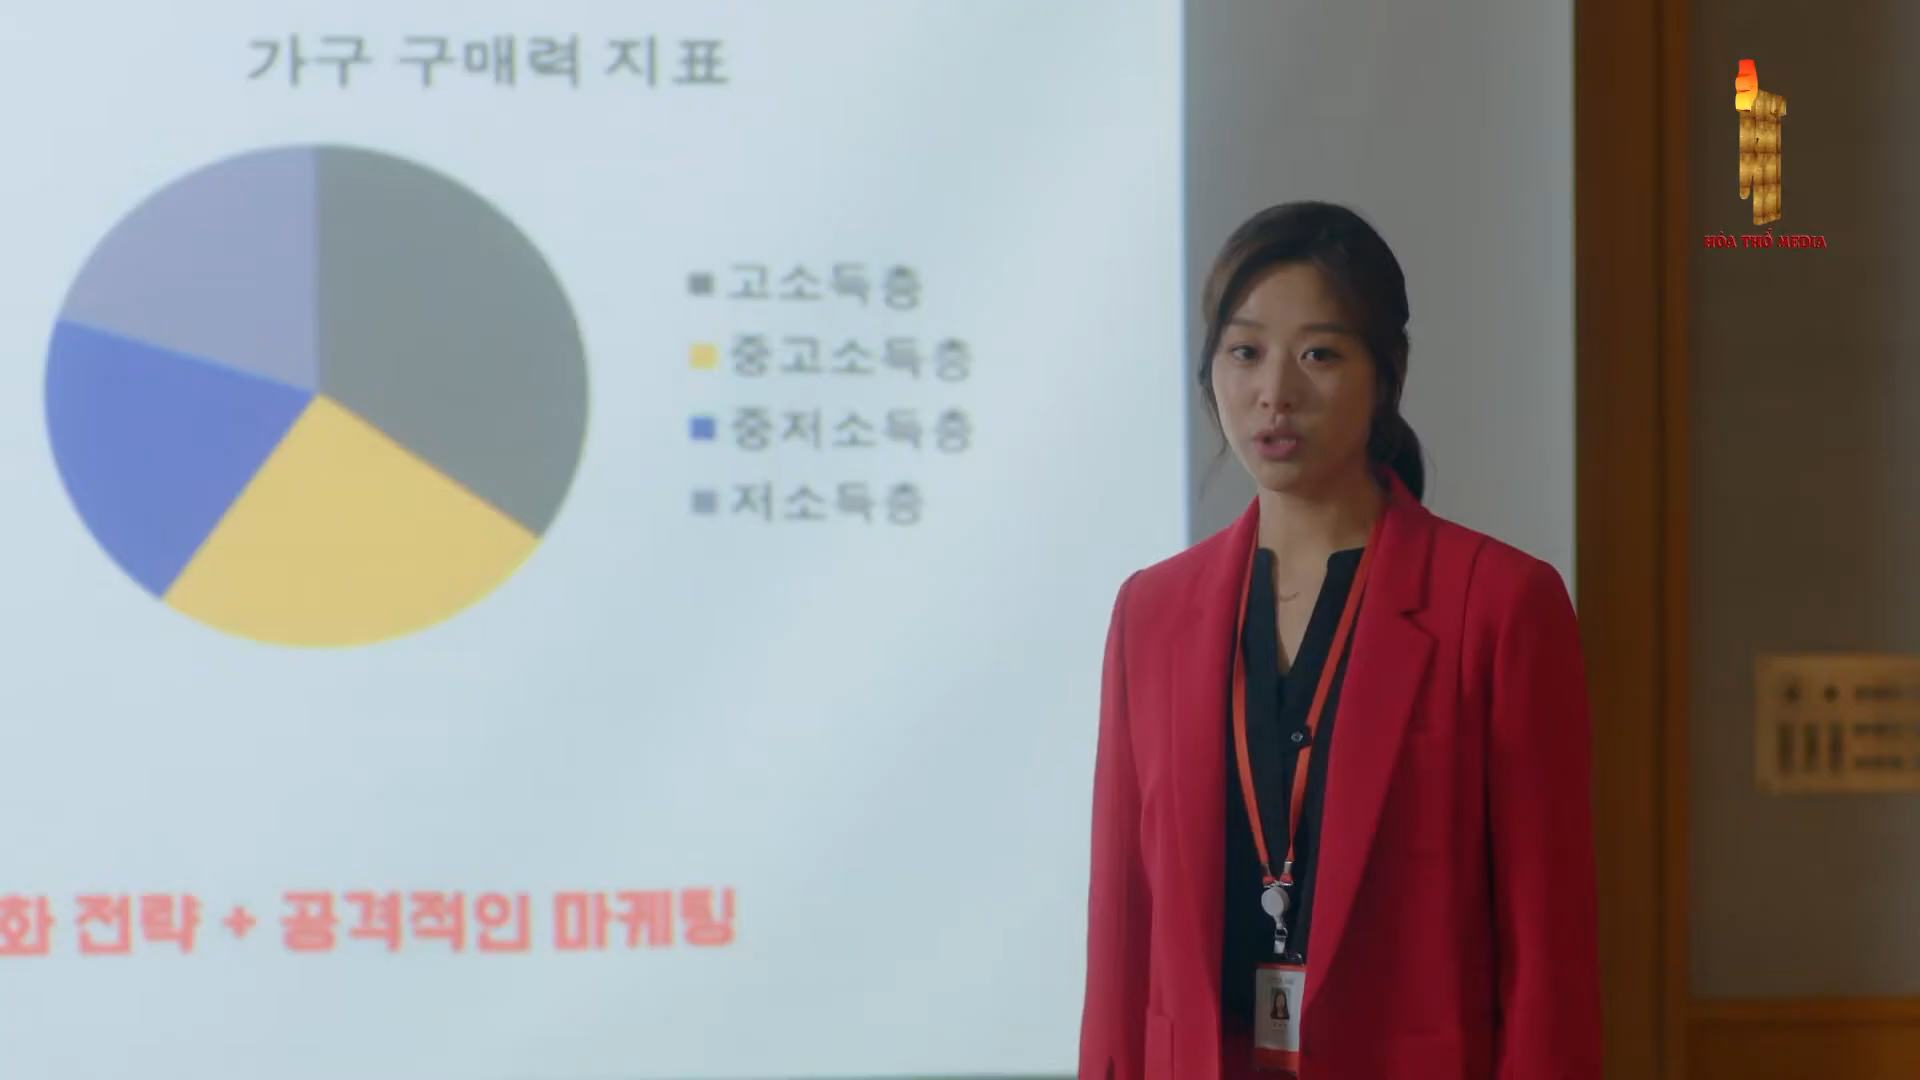 가구 구매력 지표
고소득층
중고소득층
중저소득층
저소득층
화 전략 + 공격적인 마케팅
HỎA THỔ MEDIA